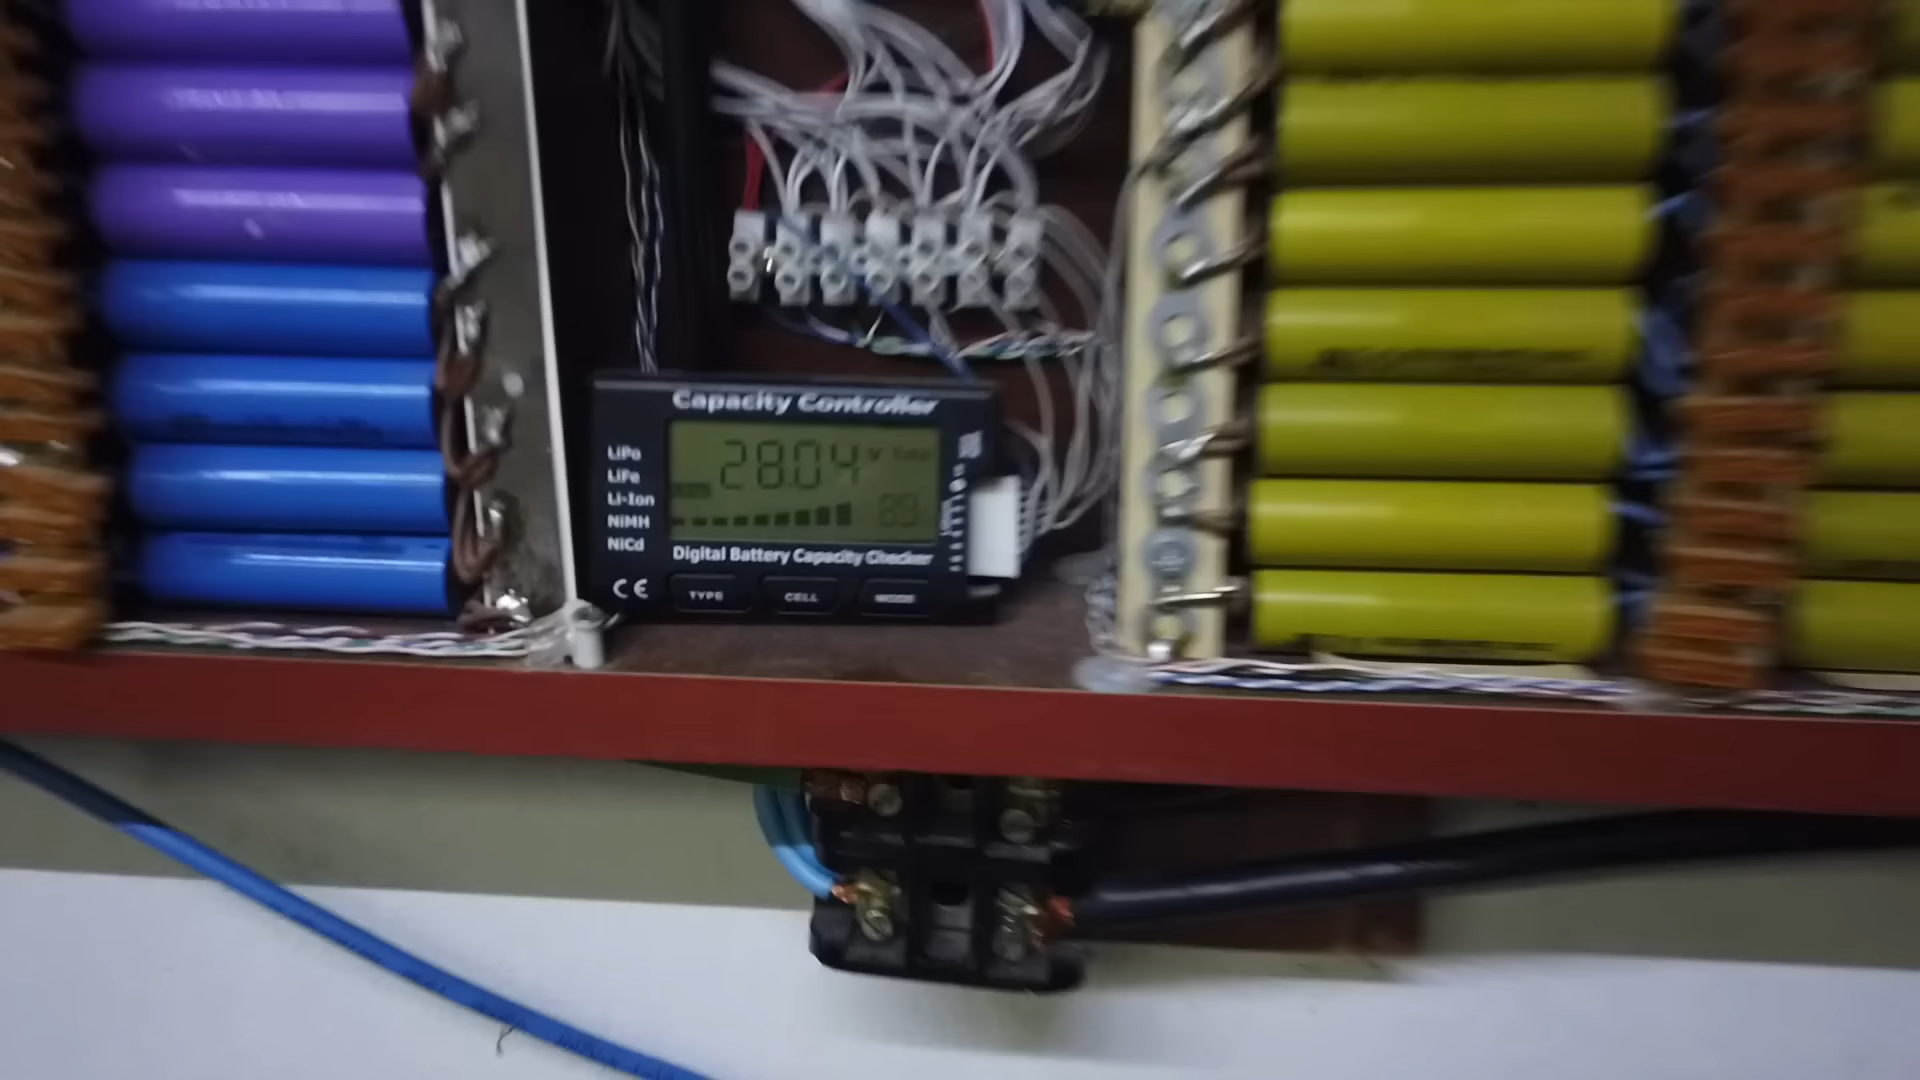 Capacity Controller
LiPo
LiFe
Li-Ion
NiMH
NiCd
28.04 V
89
Digital Battery Capacity Checker
CE
TYPE
CELL
MODE